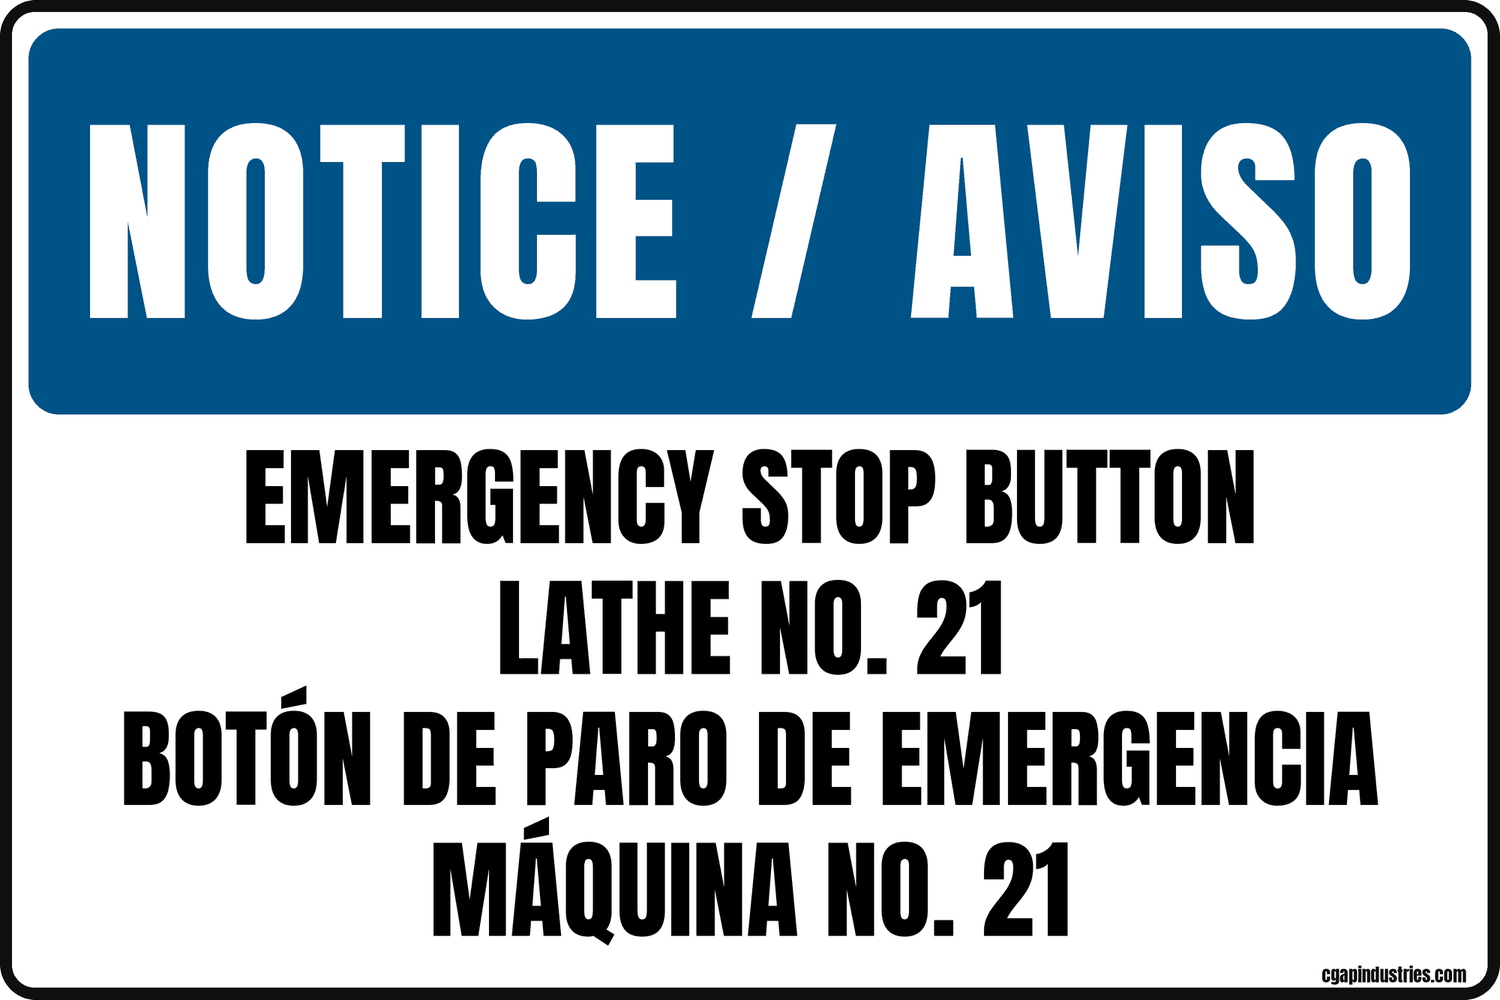 NOTICE / AVISO
EMERGENCY STOP BUTTON
LATHE NO. 21
BOTÓN DE PARO DE EMERGENCIA
MÁQUINA NO. 21
cgapindustries.com